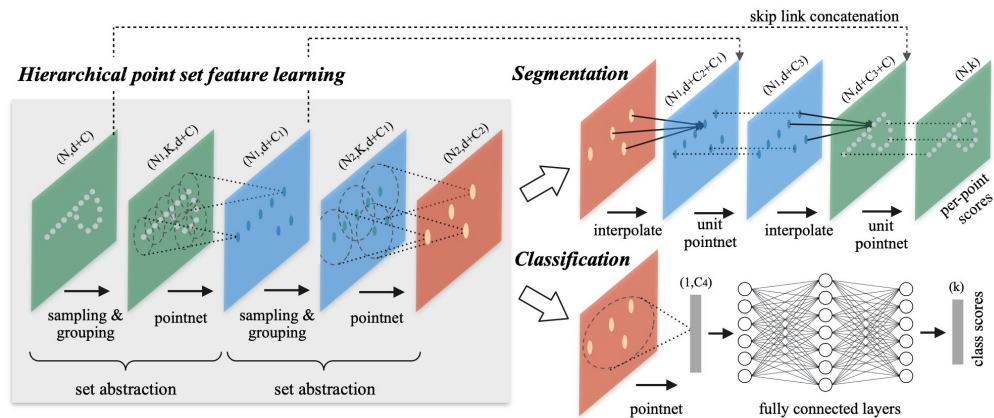 skip link concatenation
Hierarchical point set feature learning
(N,d+C)
(N1,K,d+C)
(N1,d+C1)
(N2,K,d+C1)
(N2,d+C2)
sampling &
grouping
pointnet
sampling &
grouping
pointnet
set abstraction
set abstraction
Segmentation
(N1,d+C2+C1)
(N1,d+C3)
(N,d+C3+C)
(N,k)
interpolate
unit
pointnet
interpolate
unit
pointnet
per-point
scores
Classification
(1,C4)
(k)
class scores
pointnet
fully connected layers